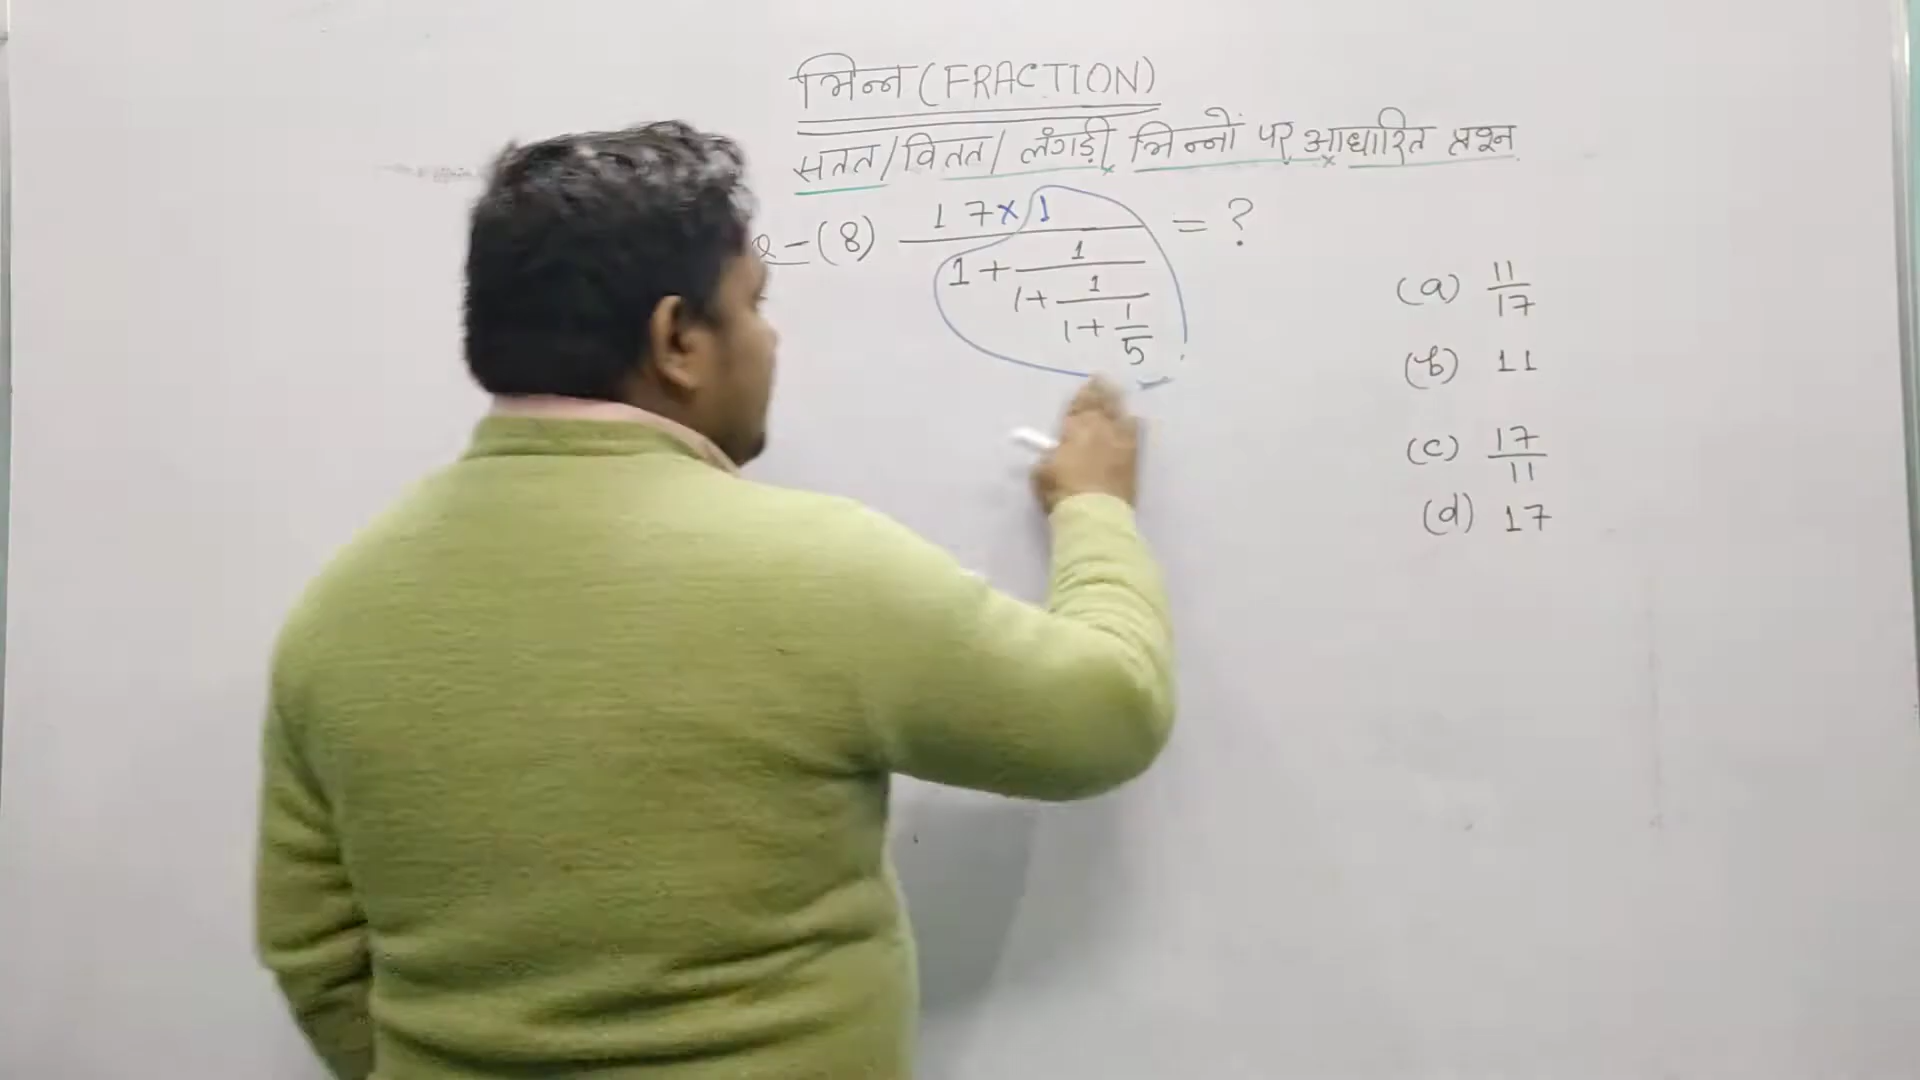 भिन्न (FRACTION)
सतत/वितत/लंगड़ी भिन्नों पर आधारित प्रश्न
Q-(8) 17×1 = ?
1+ 1
1+ 1
1+ 1
5
(a) 11/17
(b) 11
(c) 17/11
(d) 17